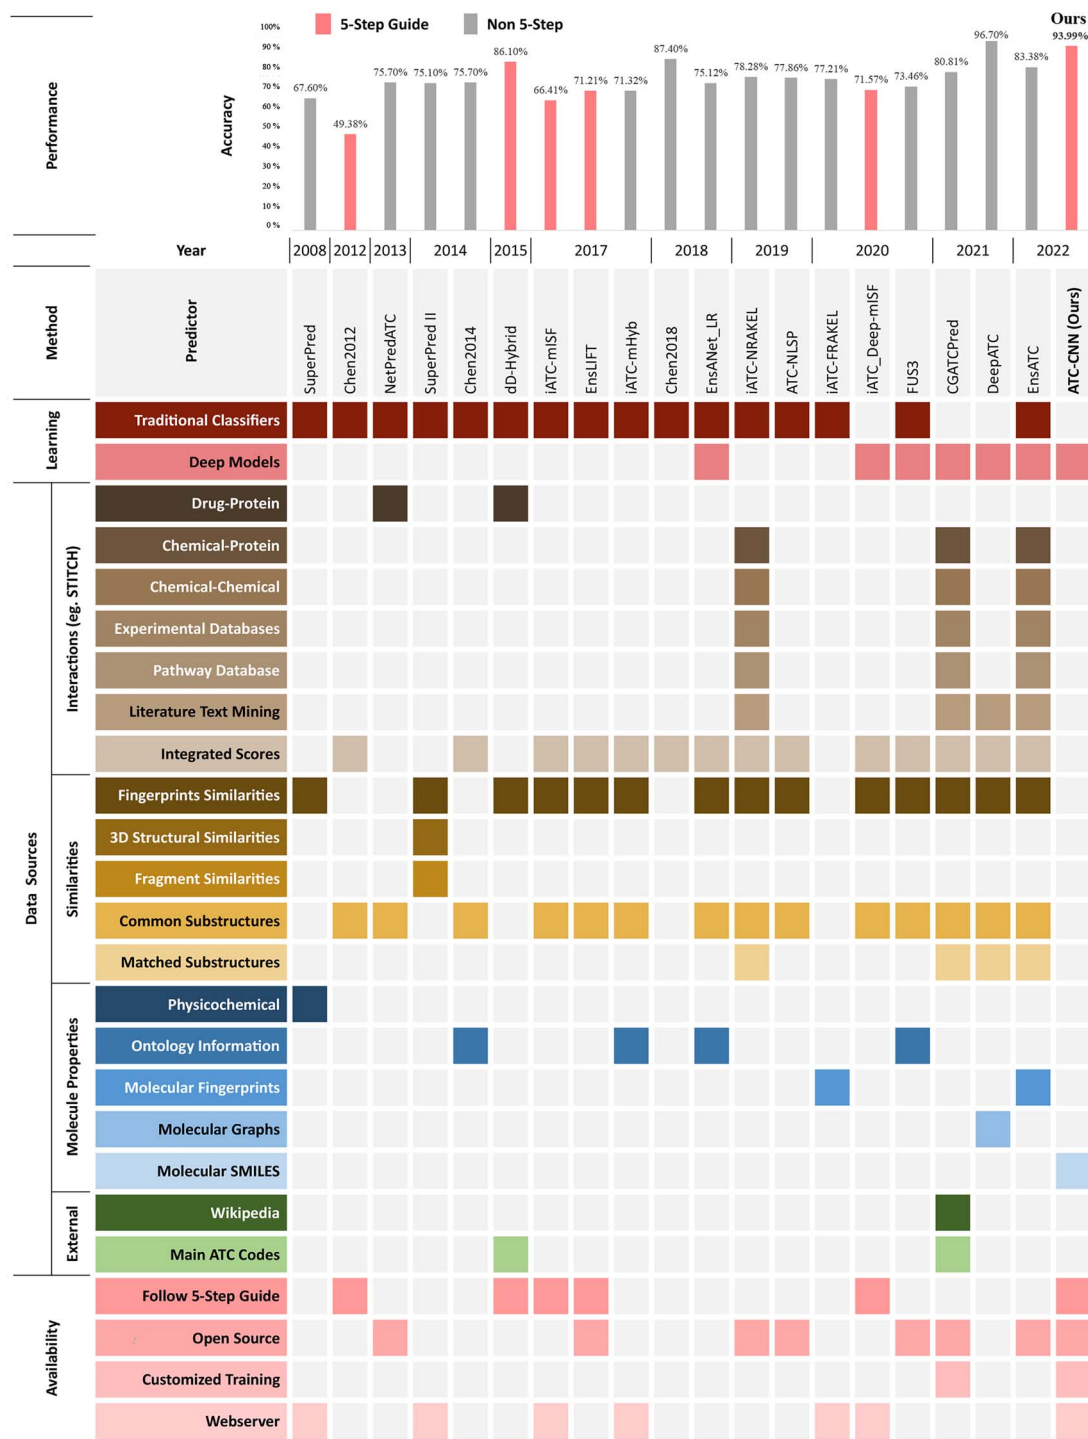 Ours
5-Step Guide
Non 5-Step
100%
90%
80%
70%
60%
50%
40%
30%
20%
10%
0%
Accuracy
Performance
67.60%
49.38%
75.70%
75.10%
75.70%
86.10%
66.41%
71.21%
71.32%
87.40%
75.12%
78.28%
77.86%
77.21%
71.57%
73.46%
80.81%
96.70%
83.38%
93.99%
Year
2008
2012
2013
2014
2015
2017
2018
2019
2020
2021
2022
Method
Predictor
SuperPred
Chen2012
NetPredATC
SuperPred II
Chen2014
dD-Hybrid
iATC-mISF
EnsLIFT
iATC-mHyb
Chen2018
EnsANet_LR
iATC-NRAKEL
ATC-NLSP
iATC-FRAKEL
iATC_Deep-mISF
FUS3
CGATCPred
DeepATC
EnsATC
ATC-CNN (Ours)
Learning
Traditional Classifiers
Deep Models
Data Sources
Interactions (eg. STITCH)
Drug-Protein
Chemical-Protein
Chemical-Chemical
Experimental Databases
Pathway Database
Literature Text Mining
Integrated Scores
Similarities
Fingerprints Similarities
3D Structural Similarities
Fragment Similarities
Common Substructures
Matched Substructures
Molecule Properties
Physicochemical
Ontology Information
Molecular Fingerprints
Molecular Graphs
Molecular SMILES
External
Wikipedia
Main ATC Codes
Availability
Follow 5-Step Guide
Open Source
Customized Training
Webserver